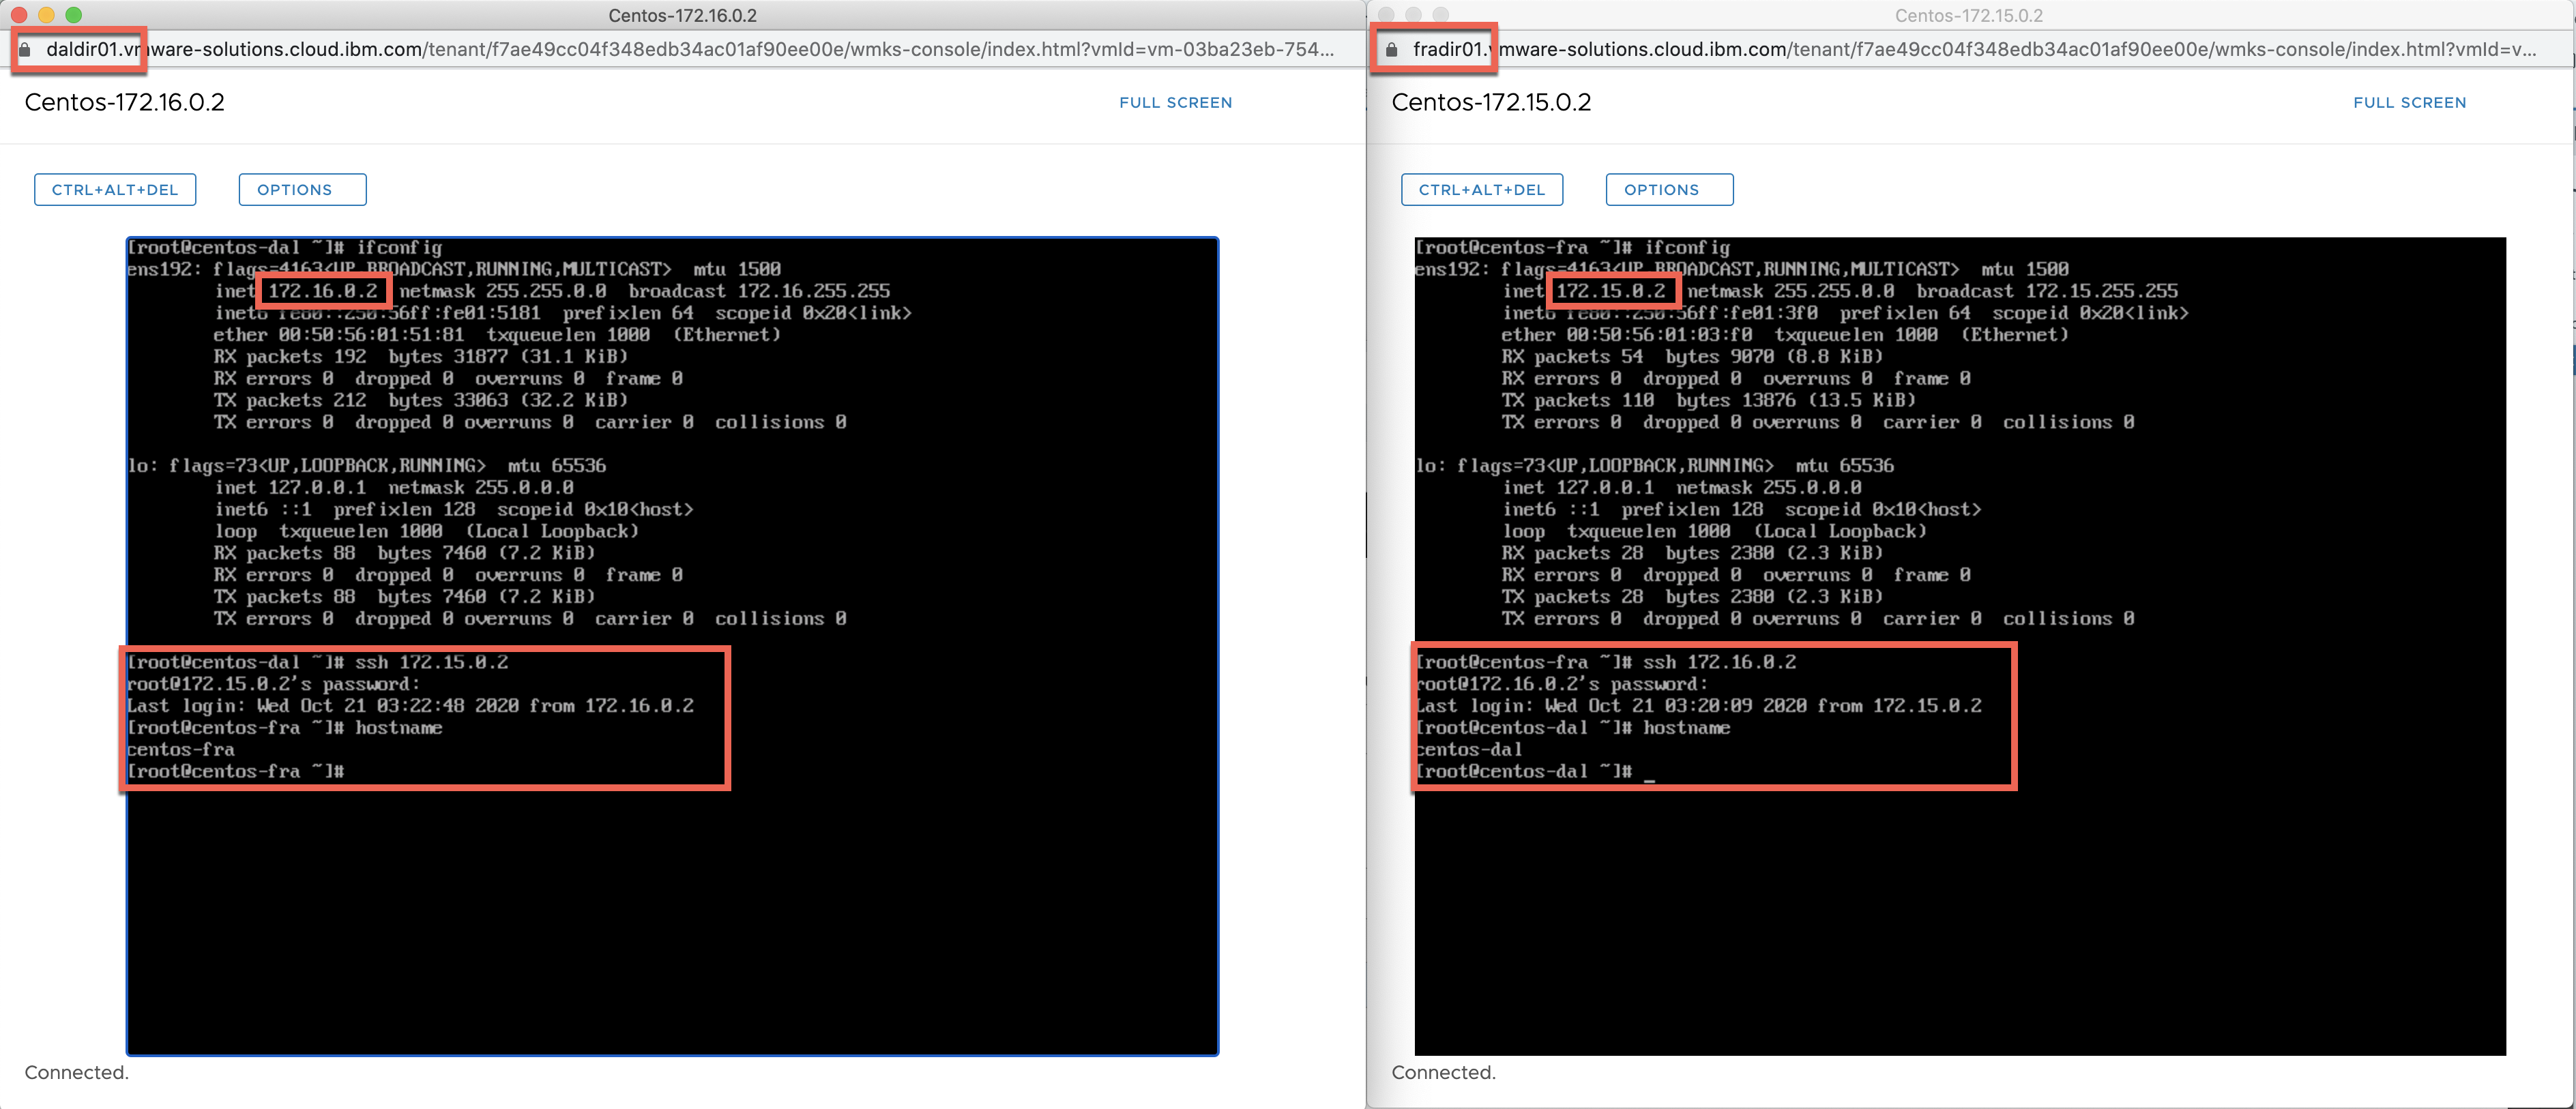 Centos-172.16.0.2
daldir01.vmware-solutions.cloud.ibm.com/tenant/f7ae49cc04f348edb34ac01af90ee00e/wmks-console/index.html?vmId=vm-03ba23eb-754...
Centos-172.16.0.2
FULL SCREEN
CTRL+ALT+DEL
OPTIONS
[root@centos-dal ~]# ifconfig
ens192: flags=4163<UP,BROADCAST,RUNNING,MULTICAST>  mtu 1500
inet 172.16.0.2  netmask 255.255.0.0  broadcast 172.16.255.255
inet6 fe80::250:56ff:fe01:5181  prefixlen 64  scopeid 0x20<link>
ether 00:50:56:01:51:81  txqueuelen 1000  (Ethernet)
RX packets 192  bytes 31877 (31.1 KiB)
RX errors 0  dropped 0  overruns 0  frame 0
TX packets 212  bytes 33063 (32.2 KiB)
TX errors 0  dropped 0 overruns 0  carrier 0  collisions 0
lo: flags=73<UP,LOOPBACK,RUNNING>  mtu 65536
inet 127.0.0.1  netmask 255.0.0.0
inet6 ::1  prefixlen 128  scopeid 0x10<host>
loop  txqueuelen 1000  (Local Loopback)
RX packets 88  bytes 7460 (7.2 KiB)
RX errors 0  dropped 0  overruns 0  frame 0
TX packets 88  bytes 7460 (7.2 KiB)
TX errors 0  dropped 0 overruns 0  carrier 0  collisions 0
[root@centos-dal ~]# ssh 172.15.0.2
root@172.15.0.2's password:
Last login: Wed Oct 21 03:22:48 2020 from 172.16.0.2
[root@centos-fra ~]# hostname
centos-fra
[root@centos-fra ~]#
Connected.
Centos-172.15.0.2
fradir01.vmware-solutions.cloud.ibm.com/tenant/f7ae49cc04f348edb34ac01af90ee00e/wmks-console/index.html?vmId=v...
Centos-172.15.0.2
FULL SCREEN
CTRL+ALT+DEL
OPTIONS
[root@centos-fra ~]# ifconfig
ens192: flags=4163<UP,BROADCAST,RUNNING,MULTICAST>  mtu 1500
inet 172.15.0.2  netmask 255.255.0.0  broadcast 172.15.255.255
inet6 fe80::250:56ff:fe01:3f0  prefixlen 64  scopeid 0x20<link>
ether 00:50:56:01:03:f0  txqueuelen 1000  (Ethernet)
RX packets 54  bytes 9070 (8.8 KiB)
RX errors 0  dropped 0  overruns 0  frame 0
TX packets 110  bytes 13876 (13.5 KiB)
TX errors 0  dropped 0 overruns 0  carrier 0  collisions 0
lo: flags=73<UP,LOOPBACK,RUNNING>  mtu 65536
inet 127.0.0.1  netmask 255.0.0.0
inet6 ::1  prefixlen 128  scopeid 0x10<host>
loop  txqueuelen 1000  (Local Loopback)
RX packets 28  bytes 2380 (2.3 KiB)
RX errors 0  dropped 0  overruns 0  frame 0
TX packets 28  bytes 2380 (2.3 KiB)
TX errors 0  dropped 0 overruns 0  carrier 0  collisions 0
[root@centos-fra ~]# ssh 172.16.0.2
root@172.16.0.2's password:
Last login: Wed Oct 21 03:20:09 2020 from 172.15.0.2
[root@centos-dal ~]# hostname
centos-dal
[root@centos-dal ~]# _
Connected.